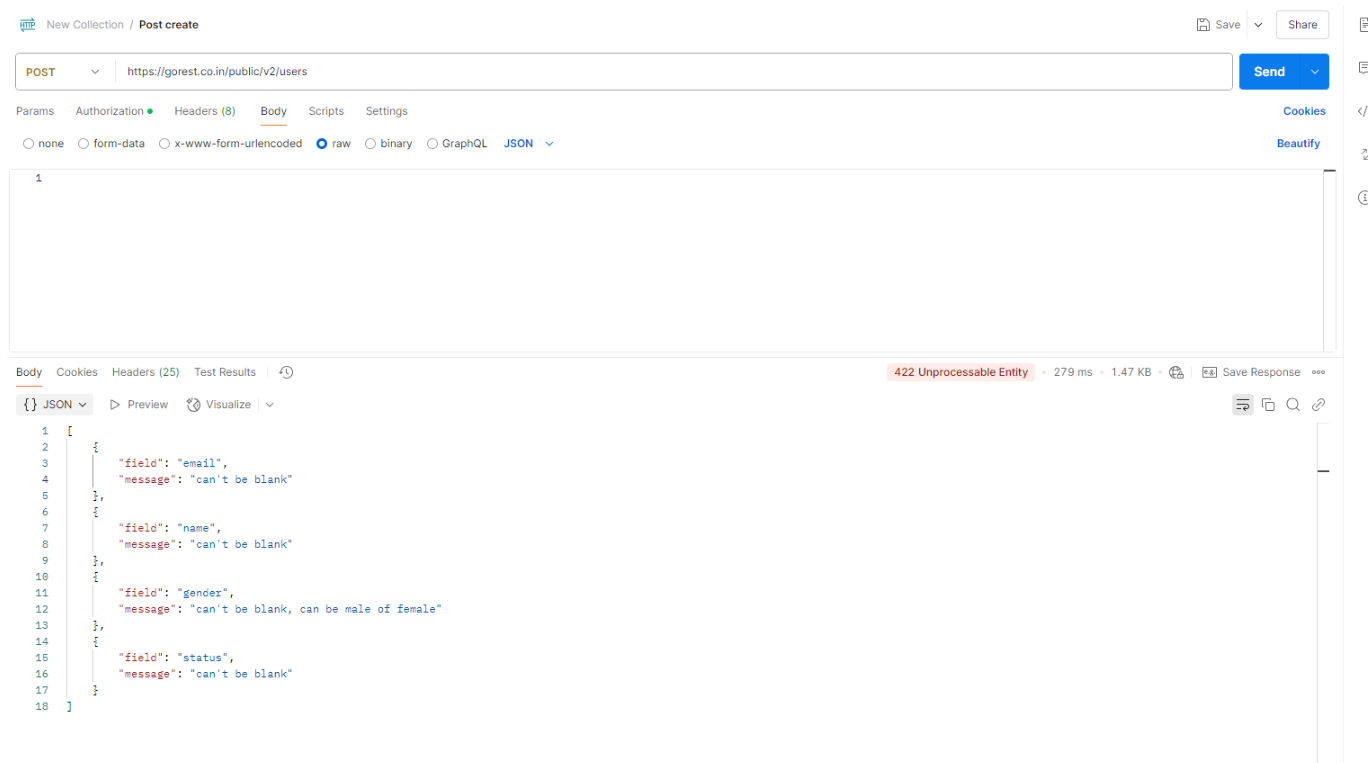 HTTP New Collection / Post create Save Share
POST https://gorest.co.in/public/v2/users Send
Params Authorization Headers (8) Body Scripts Settings Cookies
none form-data x-www-form-urlencoded raw binary GraphQL JSON Beautify
1
Body Cookies Headers (25) Test Results 422 Unprocessable Entity 279 ms 1.47 KB e.g. Save Response
{} JSON Preview Visualize
1 [
2 {
3 "field": "email",
4 "message": "can't be blank"
5 },
6 {
7 "field": "name",
8 "message": "can't be blank"
9 },
10 {
11 "field": "gender",
12 "message": "can't be blank, can be male of female"
13 },
14 {
15 "field": "status",
16 "message": "can't be blank"
17 }
18 ]